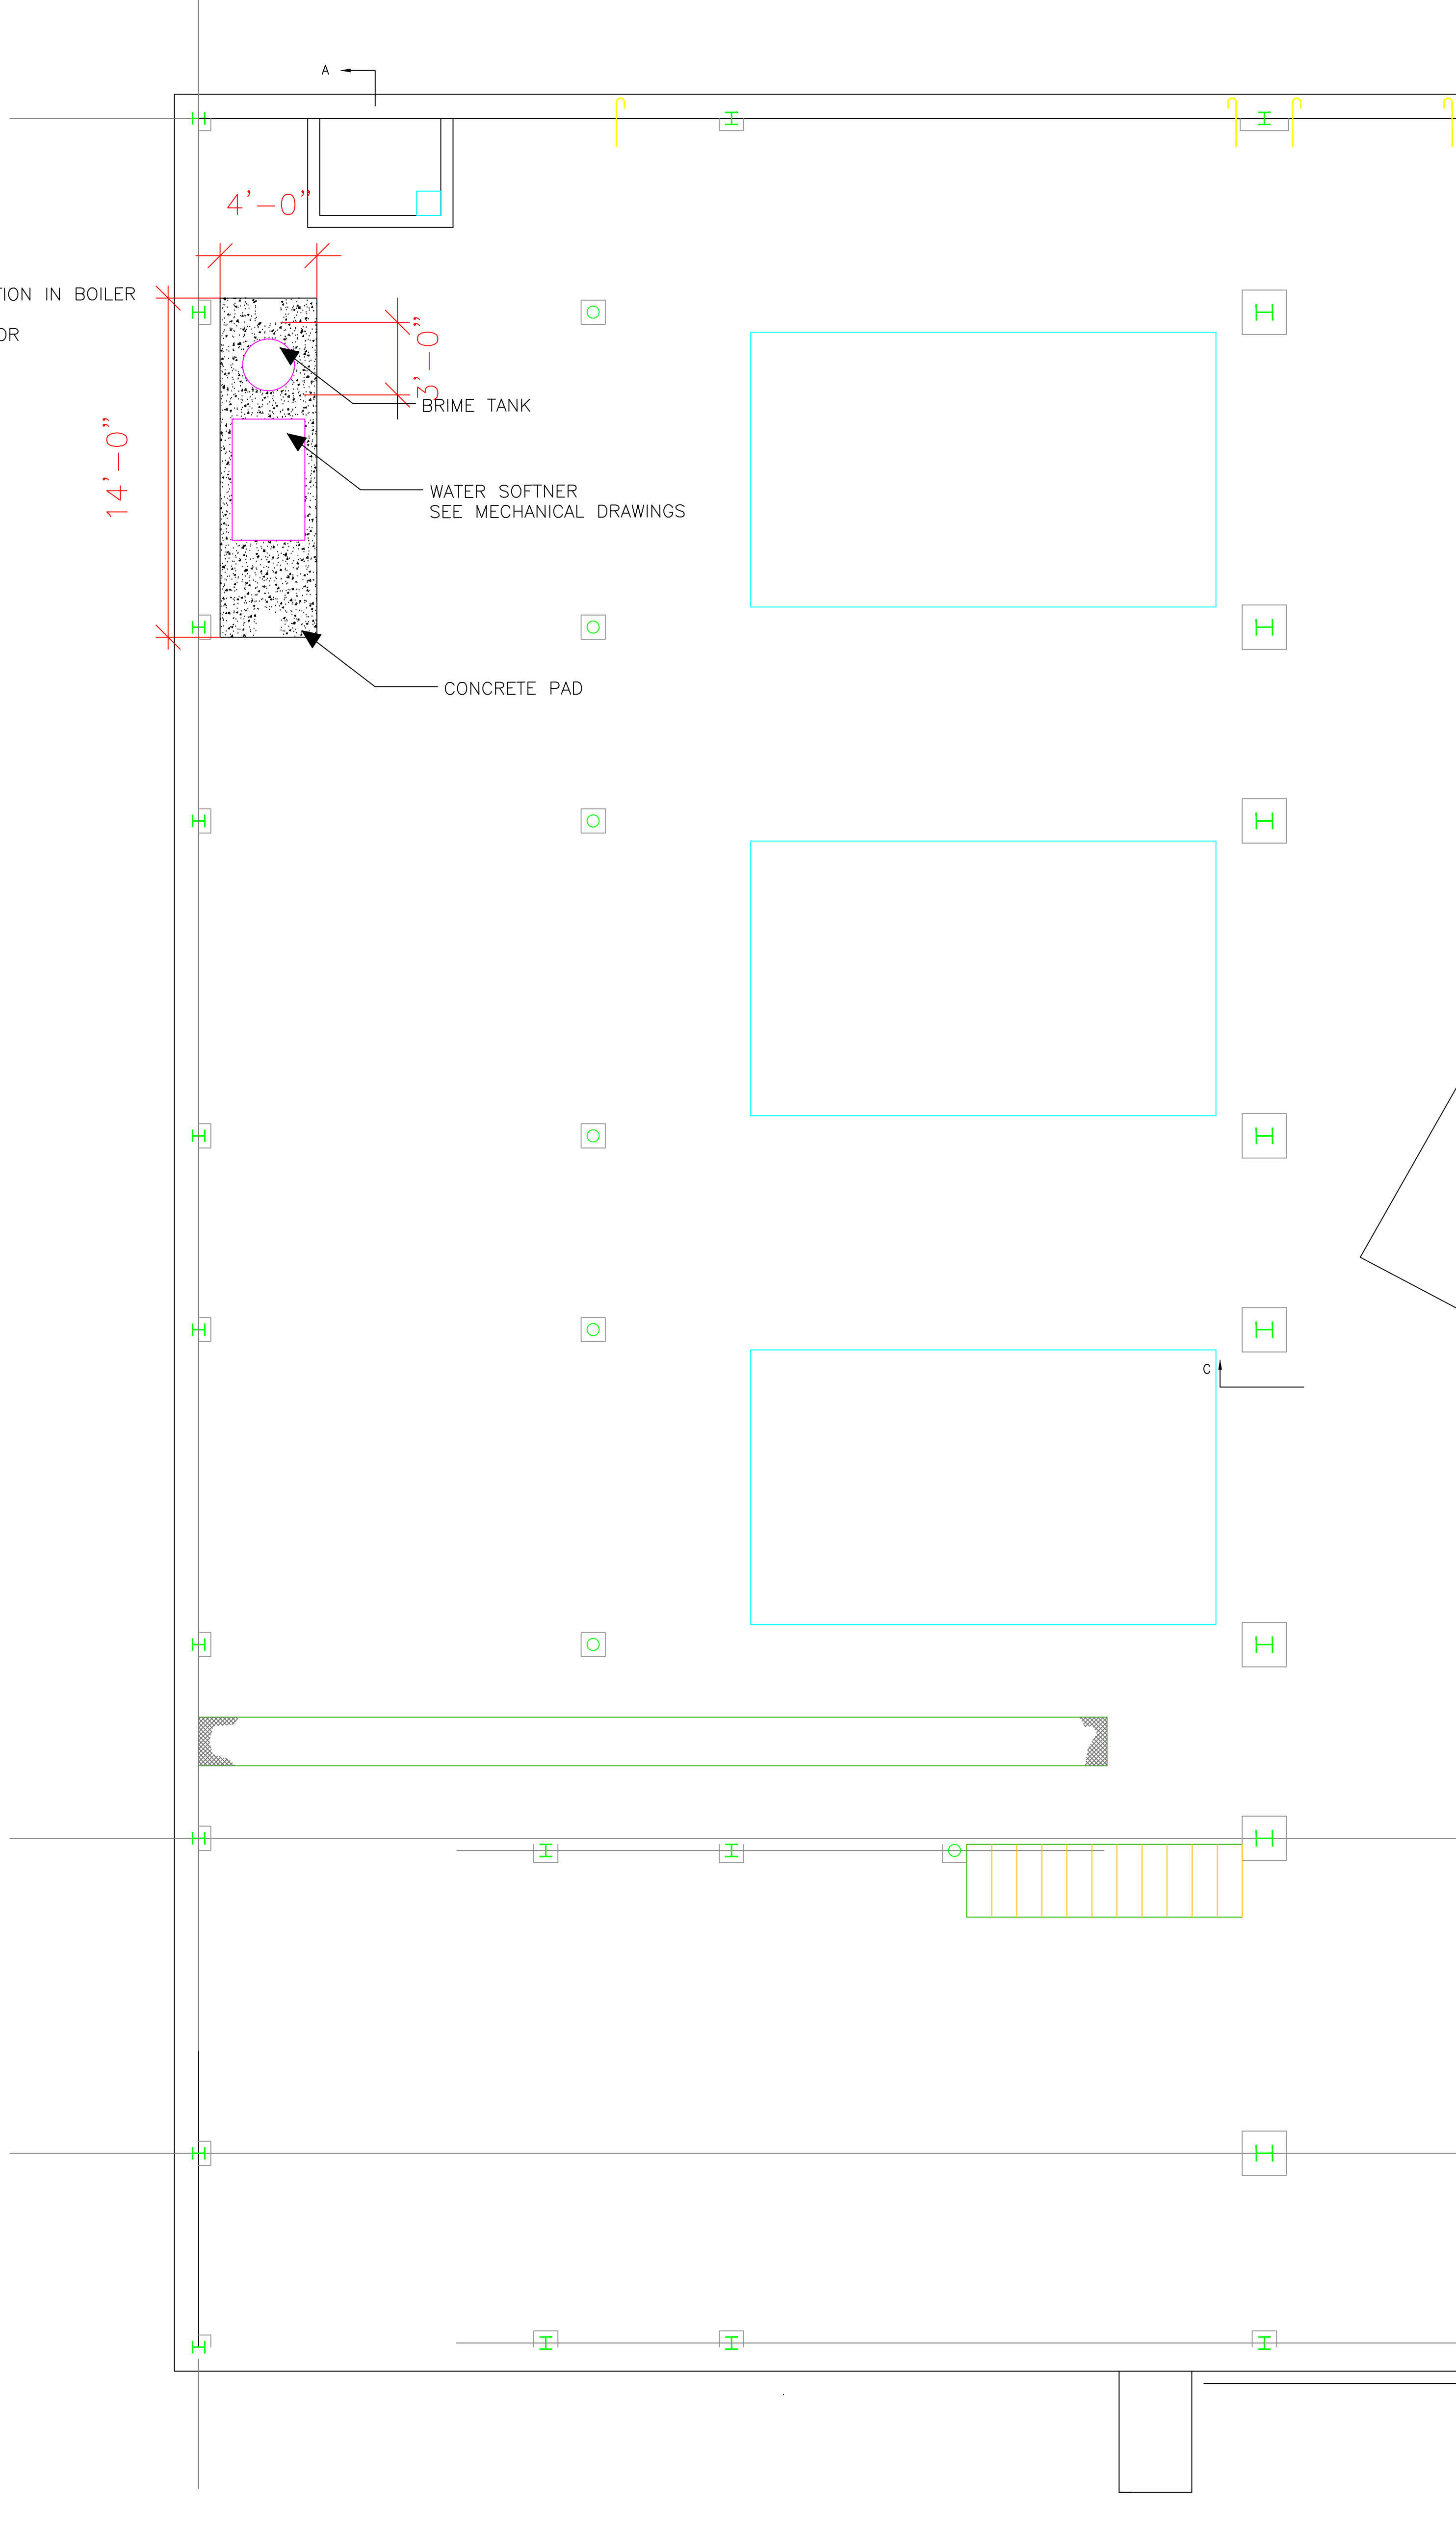 A
4'-0"
TION IN BOILER
OR
3'-0"
BRIME TANK
14'-0"
WATER SOFTNER
SEE MECHANICAL DRAWINGS
CONCRETE PAD
C